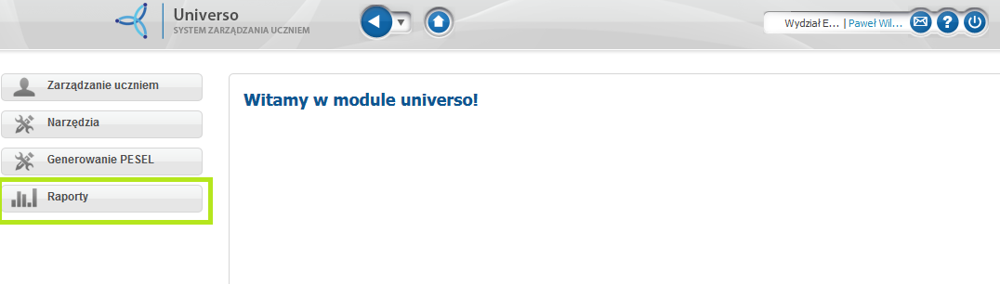 Universo
SYSTEM ZARZĄDZANIA UCZNIEM
Wydział E... | Paweł Wil...
?
Zarządzanie uczniem
Narzędzia
Generowanie PESEL
Raporty
Witamy w module universo!